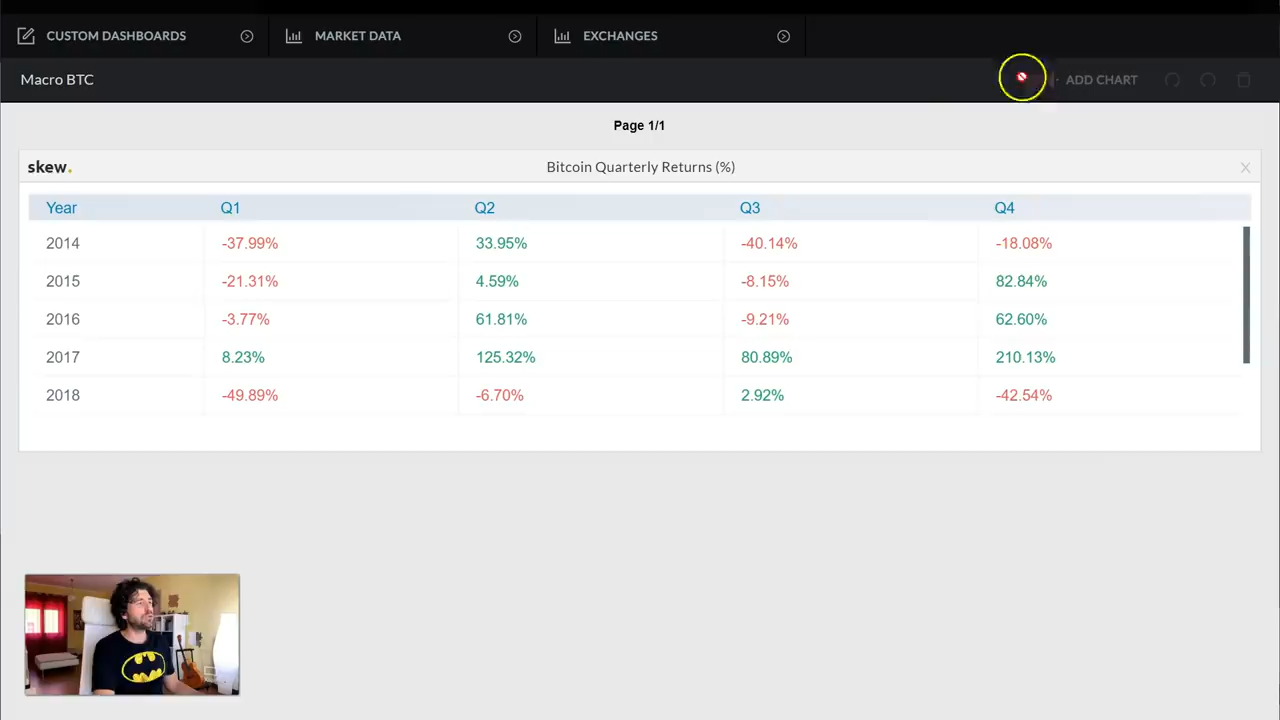 CUSTOM DASHBOARDS MARKET DATA EXCHANGES
Macro BTC ADD CHART
Page 1/1
skew. Bitcoin Quarterly Returns (%)
Year Q1 Q2 Q3 Q4
2014 -37.99% 33.95% -40.14% -18.08%
2015 -21.31% 4.59% -8.15% 82.84%
2016 -3.77% 61.81% -9.21% 62.60%
2017 8.23% 125.32% 80.89% 210.13%
2018 -49.89% -6.70% 2.92% -42.54%